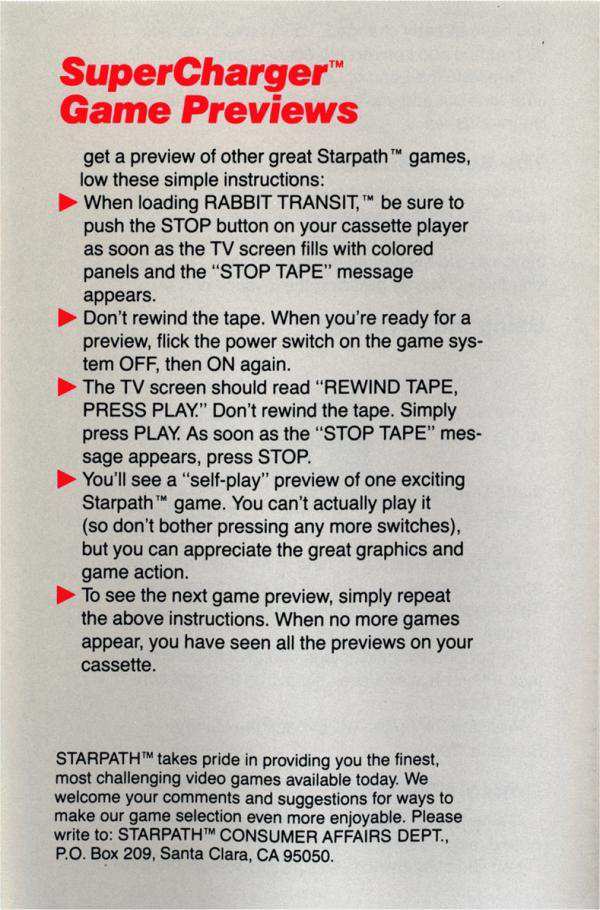 SuperCharger™
Game Previews
get a preview of other great Starpath™ games,
low these simple instructions:
When loading RABBIT TRANSIT,™ be sure to
push the STOP button on your cassette player
as soon as the TV screen fills with colored
panels and the “STOP TAPE” message
appears.
Don't rewind the tape. When you're ready for a
preview, flick the power switch on the game sys-
tem OFF, then ON again.
The TV screen should read “REWIND TAPE,
PRESS PLAY.” Don't rewind the tape. Simply
press PLAY. As soon as the “STOP TAPE” mes-
sage appears, press STOP.
You'll see a “self-play” preview of one exciting
Starpath™ game. You can't actually play it
(so don't bother pressing any more switches),
but you can appreciate the great graphics and
game action.
To see the next game preview, simply repeat
the above instructions. When no more games
appear, you have seen all the previews on your
cassette.
STARPATH™ takes pride in providing you the finest,
most challenging video games available today. We
welcome your comments and suggestions for ways to
make our game selection even more enjoyable. Please
write to: STARPATH™ CONSUMER AFFAIRS DEPT.,
P.O. Box 209, Santa Clara, CA 95050.